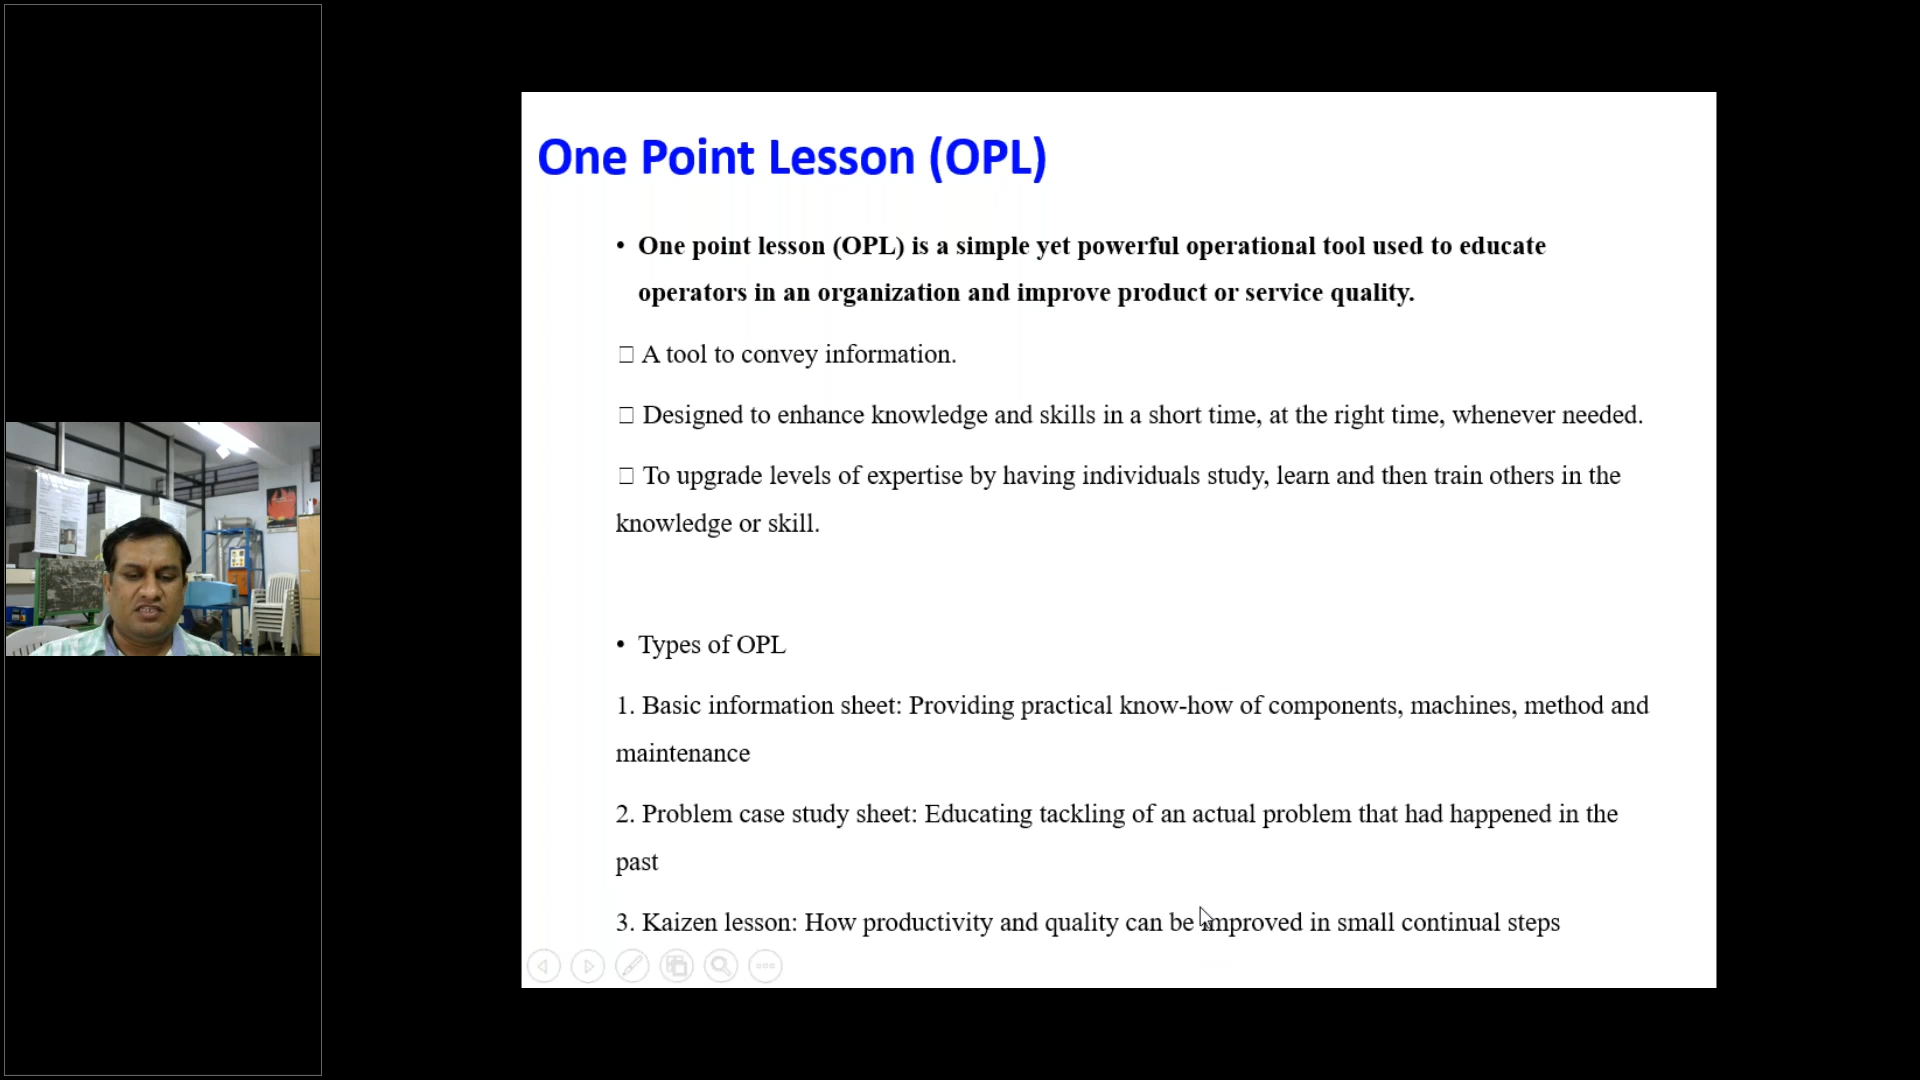 One Point Lesson (OPL)
• One point lesson (OPL) is a simple yet powerful operational tool used to educate
operators in an organization and improve product or service quality.
□ A tool to convey information.
□ Designed to enhance knowledge and skills in a short time, at the right time, whenever needed.
□ To upgrade levels of expertise by having individuals study, learn and then train others in the
knowledge or skill.
• Types of OPL
1. Basic information sheet: Providing practical know-how of components, machines, method and
maintenance
2. Problem case study sheet: Educating tackling of an actual problem that had happened in the
past
3. Kaizen lesson: How productivity and quality can be improved in small continual steps